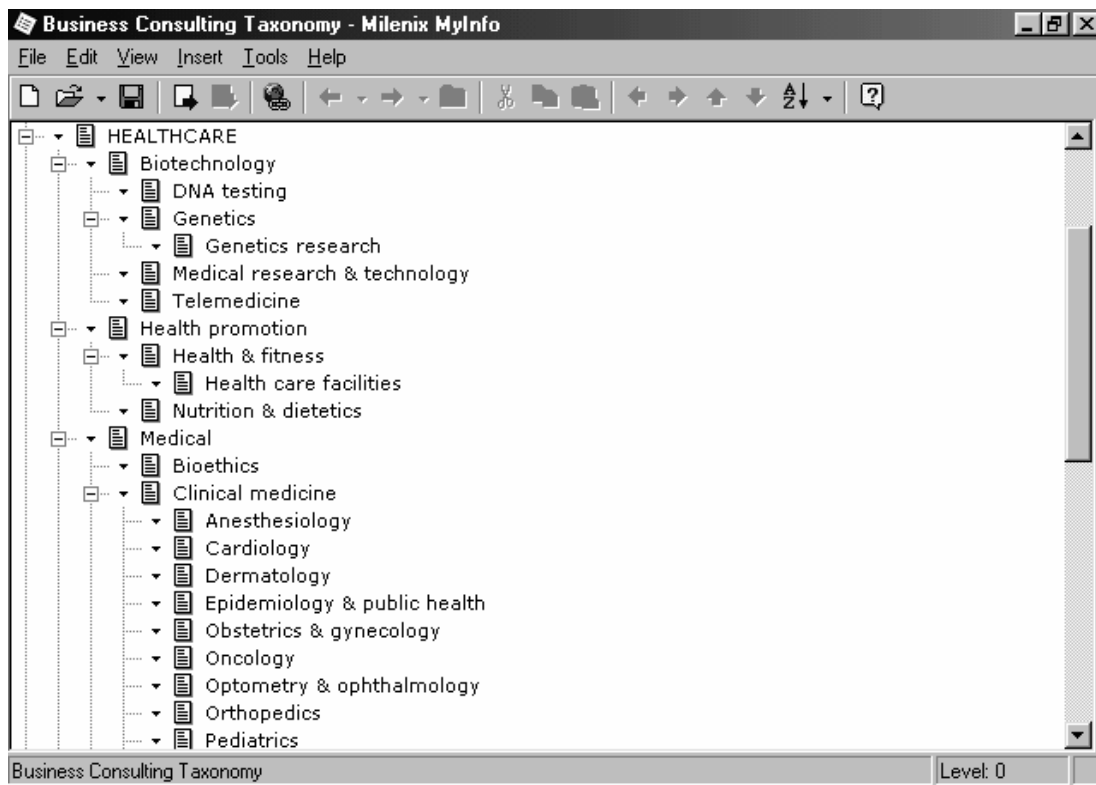 Business Consulting Taxonomy - Milenix MyInfo
File Edit View Insert Tools Help
HEALTHCARE
Biotechnology
DNA testing
Genetics
Genetics research
Medical research & technology
Telemedicine
Health promotion
Health & fitness
Health care facilities
Nutrition & dietetics
Medical
Bioethics
Clinical medicine
Anesthesiology
Cardiology
Dermatology
Epidemiology & public health
Obstetrics & gynecology
Oncology
Optometry & ophthalmology
Orthopedics
Pediatrics
Business Consulting Taxonomy Level: 0